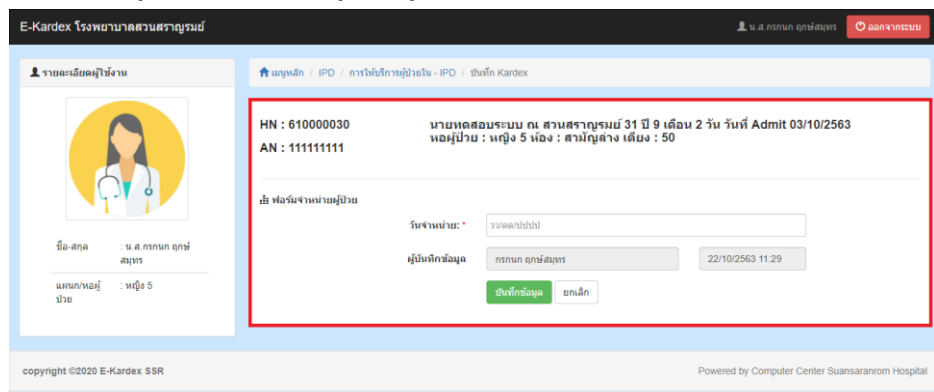 E-Kardex โรงพยาบาลสวนสราญรมย์
น.ส.กรกนก ฤกษ์สมุทร
ออกจากระบบ
รายละเอียดผู้ใช้งาน
เมนูหลัก / IPD / การให้บริการผู้ป่วยใน - IPD / บันทึก Kardex
HN : 610000030
นายทดสอบระบบ ณ สวนสราญรมย์ 31 ปี 9 เดือน 2 วัน วันที่ Admit 03/10/2563
AN : 111111111
หอผู้ป่วย : หญิง 5 ห้อง : สามัญล่าง เตียง : 50
ฟอร์มจำหน่ายผู้ป่วย
วันจำหน่าย: *
วว/ดด/ปปปป
ผู้บันทึกข้อมูล
กรกนก ฤกษ์สมุทร
22/10/2563 11:29
บันทึกข้อมูล
ยกเลิก
ชื่อ-สกุล : น.ส.กรกนก ฤกษ์
สมุทร
แผนก/หอผู้ : หญิง 5
ป่วย
copyright ©2020 E-Kardex SSR
Powered by Computer Center Suansaranrom Hospital